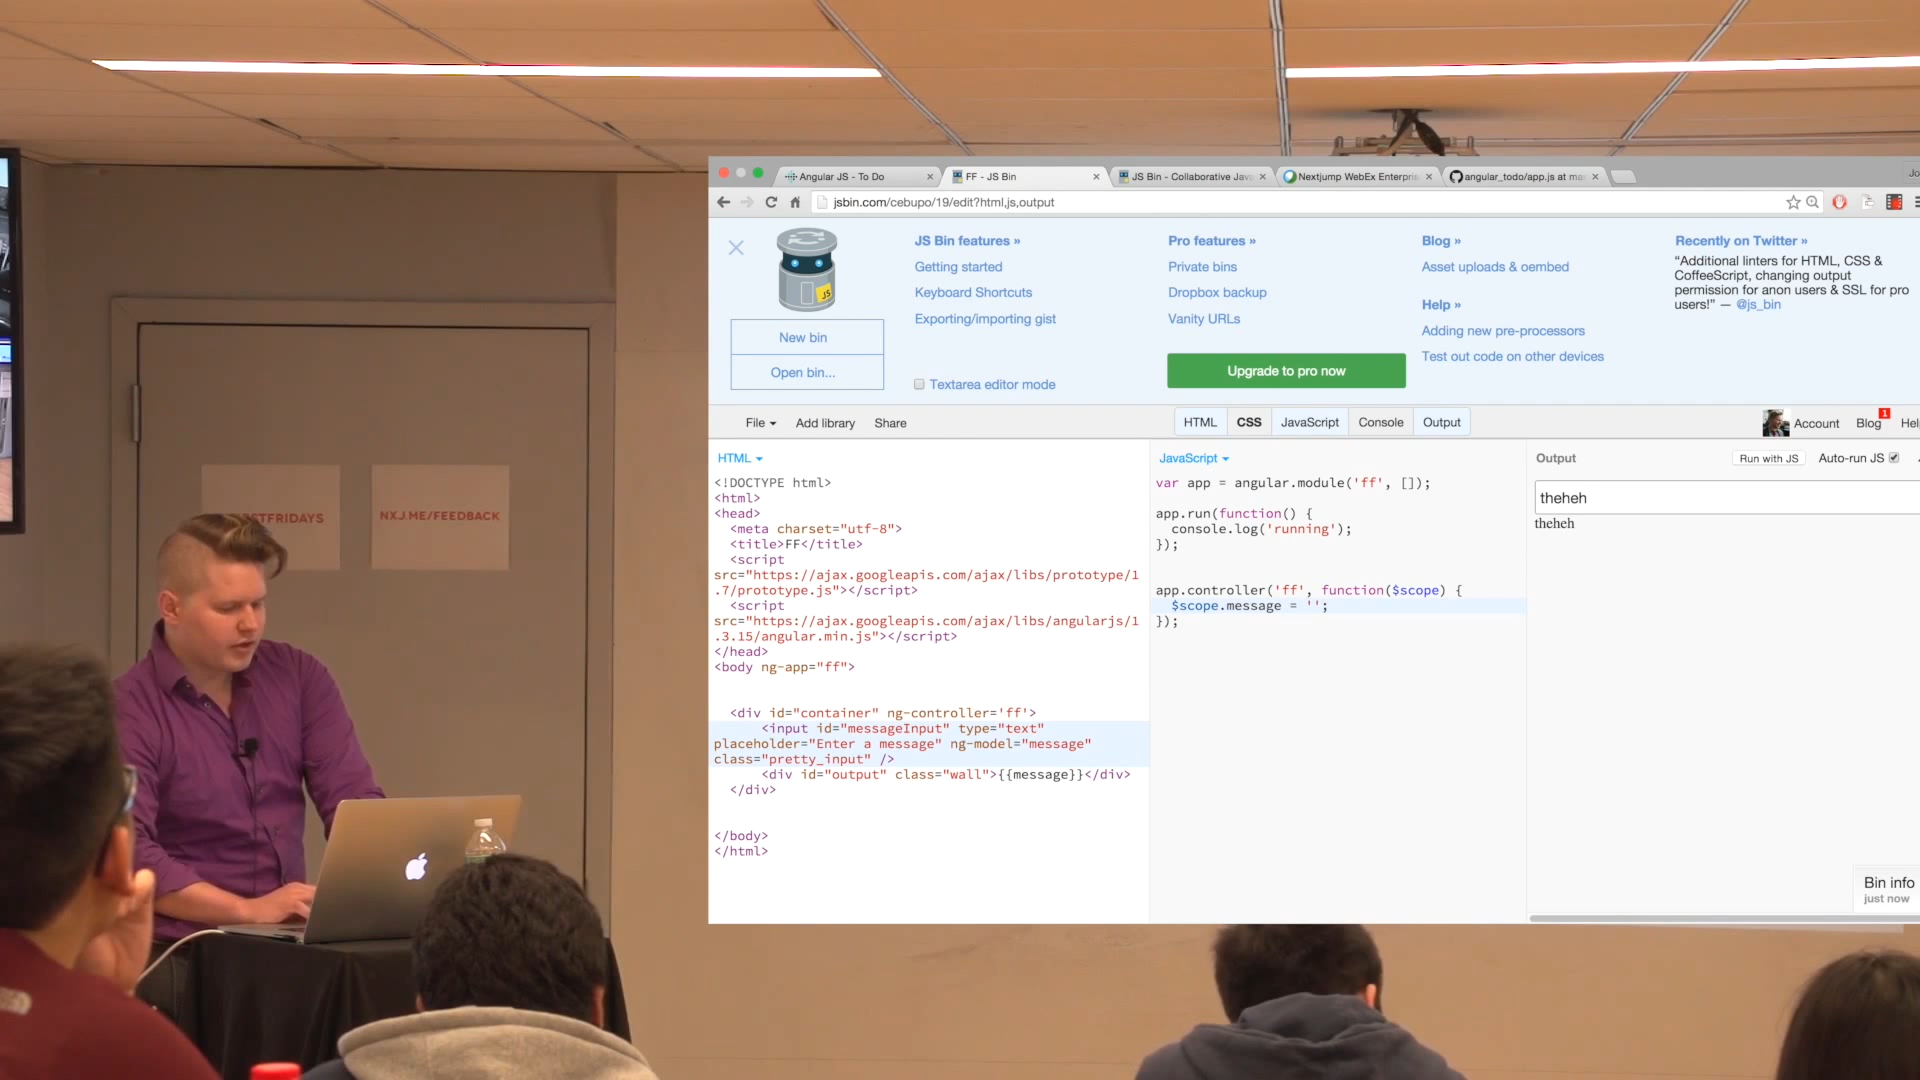 Angular JS - To Do
FF - JS Bin
JS Bin - Collaborative Java
Nextjump WebEx Enterpris
angular_todo/app.js at mas
Jo
jsbin.com/cebupo/19/edit?html,js,output
JS
New bin
Open bin...
JS Bin features »
Getting started
Keyboard Shortcuts
Exporting/importing gist
Textarea editor mode
Pro features »
Private bins
Dropbox backup
Vanity URLs
Upgrade to pro now
Blog »
Asset uploads & oembed
Help »
Adding new pre-processors
Test out code on other devices
Recently on Twitter »
“Additional linters for HTML, CSS &
CoffeeScript, changing output
permission for anon users & SSL for pro
users!” — @js_bin
File Add library Share
HTML CSS JavaScript Console Output
Account Blog 1 Hel
HTML
<!DOCTYPE html>
<html>
<head>
<meta charset="utf-8">
<title>FF</title>
<script
src="https://ajax.googleapis.com/ajax/libs/prototype/1
.7/prototype.js"></script>
<script
src="https://ajax.googleapis.com/ajax/libs/angularjs/1
.3.15/angular.min.js"></script>
</head>
<body ng-app="ff">
<div id="container" ng-controller='ff'>
<input id="messageInput" type="text"
placeholder="Enter a message" ng-model="message"
class="pretty_input" />
<div id="output" class="wall">{{message}}</div>
</div>
</body>
</html>
JavaScript
var app = angular.module('ff', []);
app.run(function() {
console.log('running');
});
app.controller('ff', function($scope) {
$scope.message = '';
});
Output Run with JS Auto-run JS
theheh
theheh
Bin info
just now
STFRIDAYS
NXJ.ME/FEEDBACK